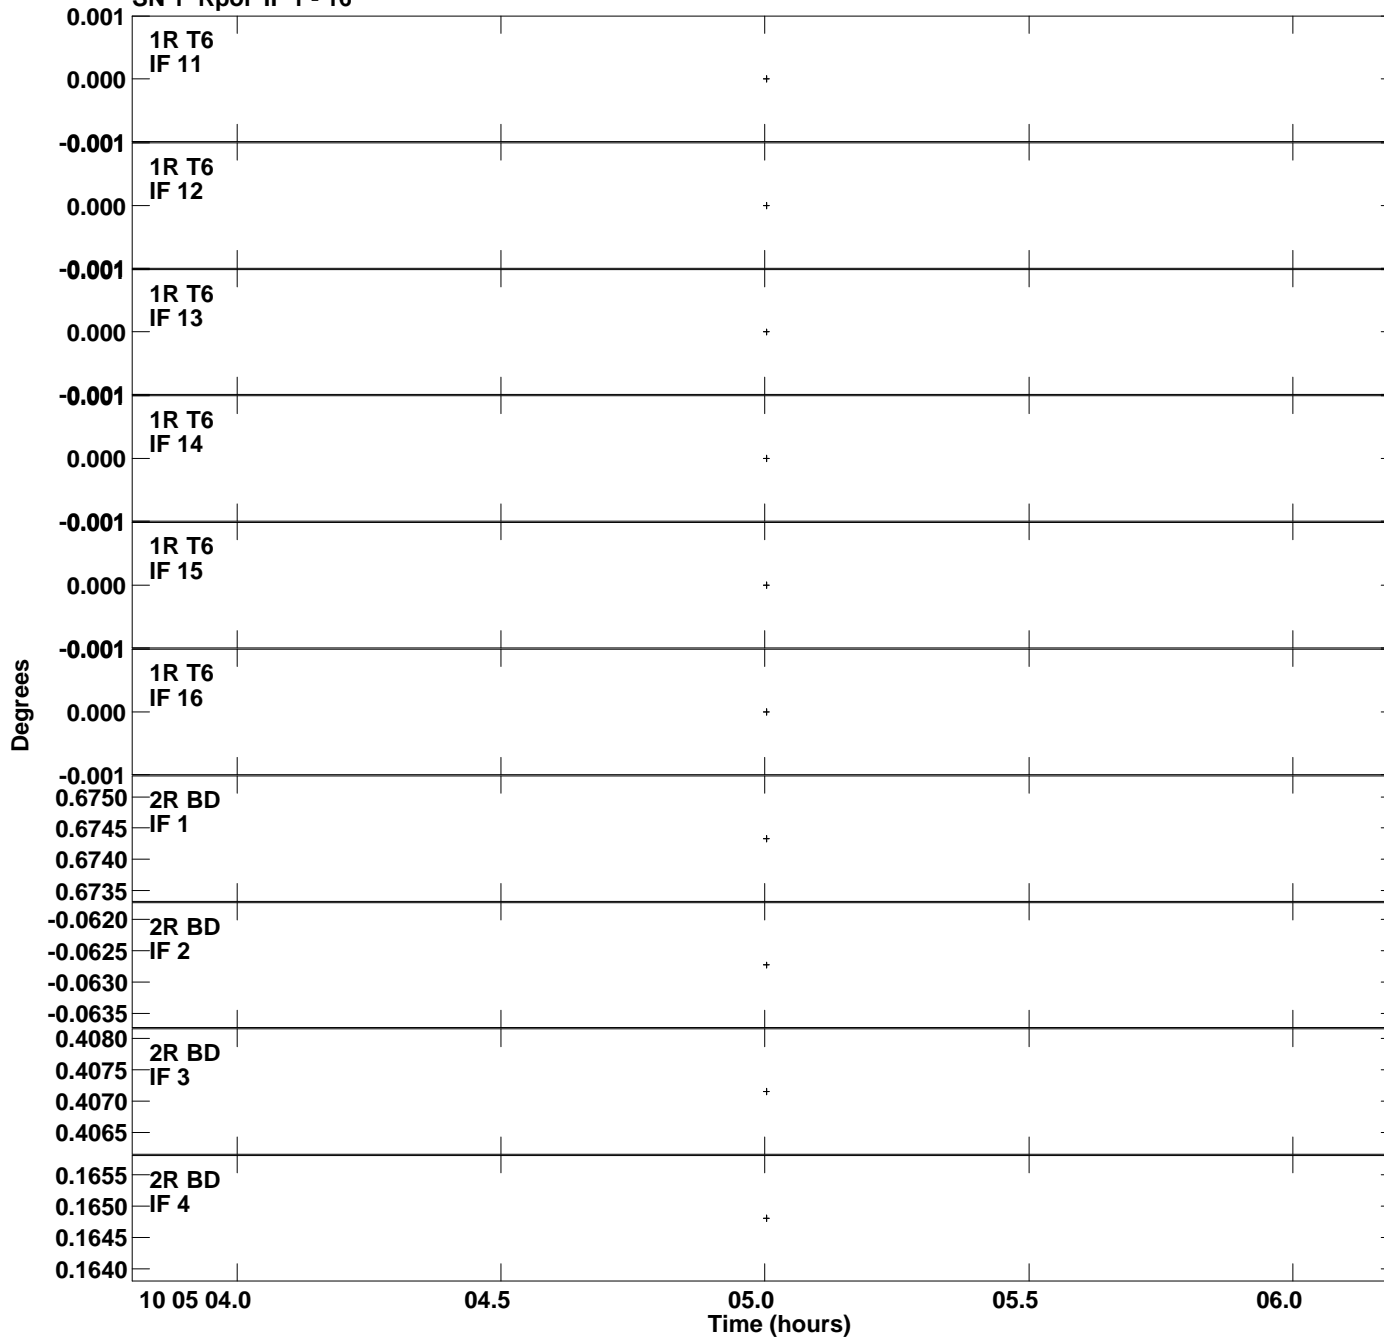 SN 1 Rpol IF 1 - 16
0.001
1R T6
IF 11
0.000
-0.001
1R T6
IF 12
0.000
-0.001
1R T6
IF 13
0.000
-0.001
1R T6
IF 14
0.000
-0.001
1R T6
IF 15
0.000
-0.001
1R T6
IF 16
0.000
-0.001
Degrees
0.6750
2R BD
IF 1
0.6745
0.6740
0.6735
-0.0620
2R BD
IF 2
-0.0625
-0.0630
-0.0635
0.4080
2R BD
IF 3
0.4075
0.4070
0.4065
0.1655
2R BD
IF 4
0.1650
0.1645
0.1640
10 05 04.0 04.5 05.0 05.5 06.0
Time (hours)